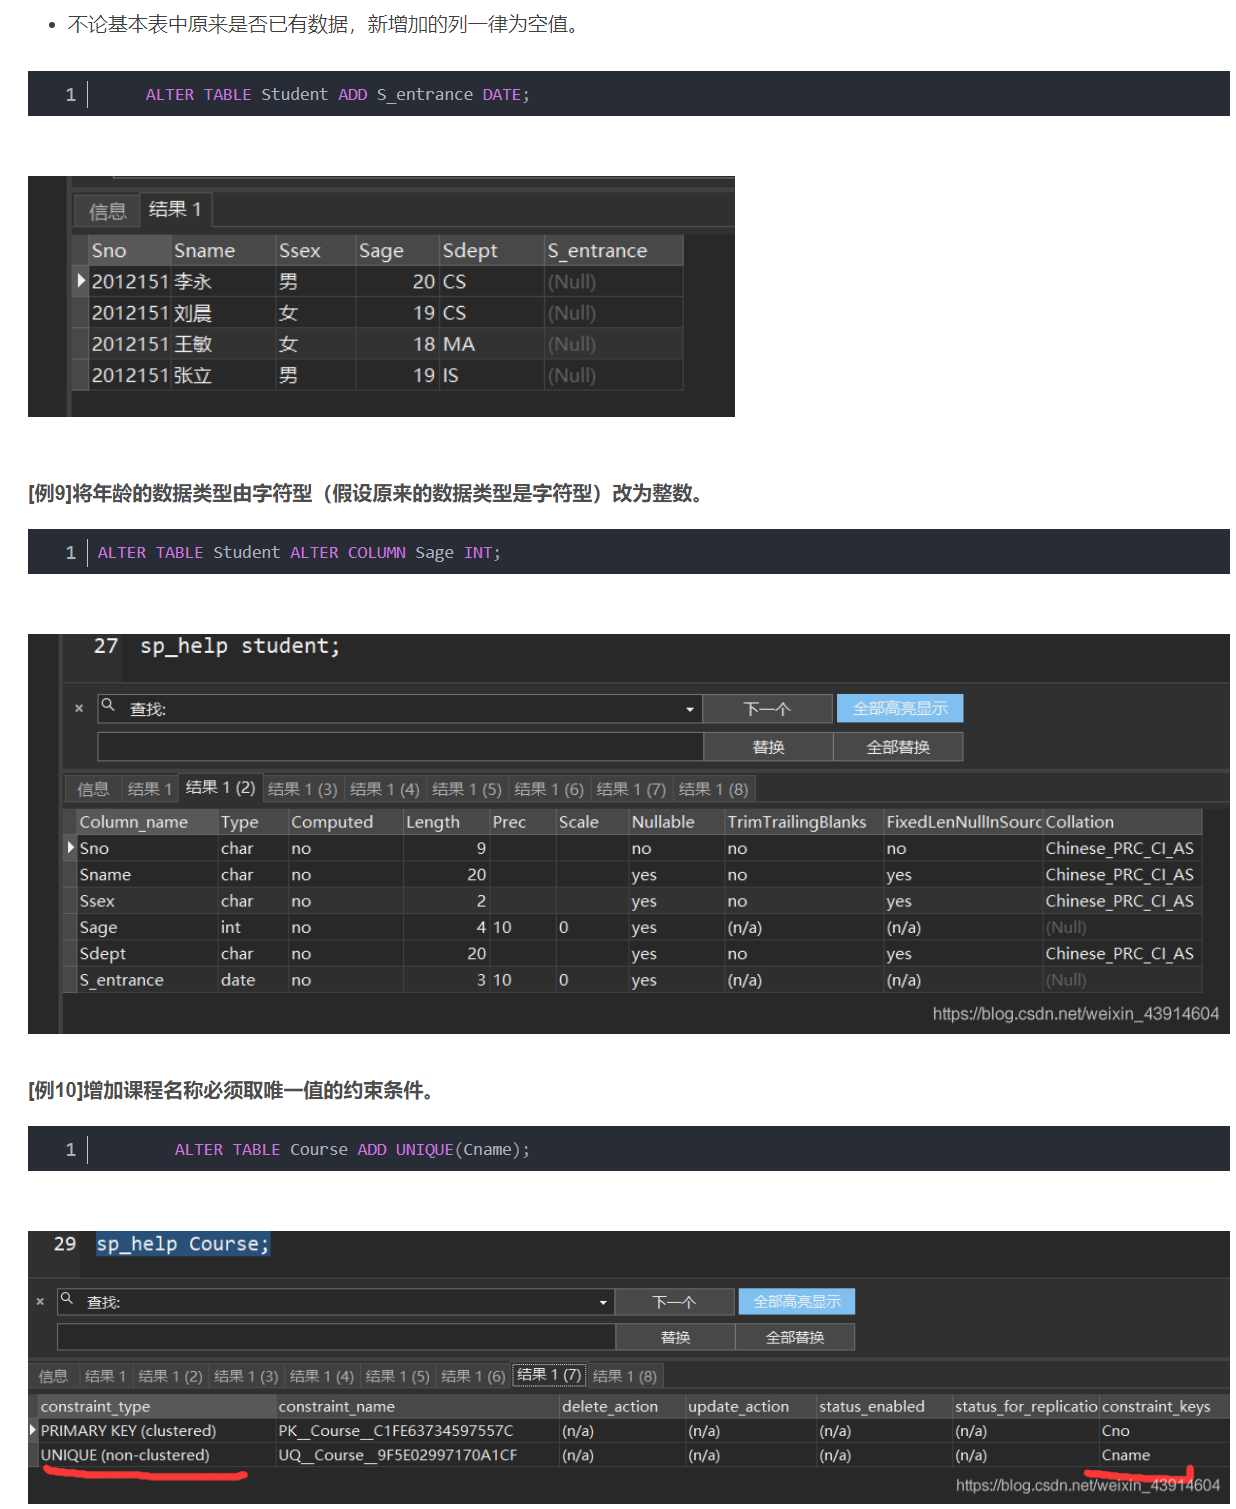 不论基本表中原来是否已有数据，新增加的列一律为空值。
1 ALTER TABLE Student ADD S_entrance DATE;
信息 结果 1
Sno Sname Ssex Sage Sdept S_entrance
2012151 李永 男 20 CS (Null)
2012151 刘晨 女 19 CS (Null)
2012151 王敏 女 18 MA (Null)
2012151 张立 男 19 IS (Null)
[例9]将年龄的数据类型由字符型（假设原来的数据类型是字符型）改为整数。
1 ALTER TABLE Student ALTER COLUMN Sage INT;
27 sp_help student;
× 查找: 下一个 全部高亮显示
替换 全部替换
信息 结果 1 结果 1 (2) 结果 1 (3) 结果 1 (4) 结果 1 (5) 结果 1 (6) 结果 1 (7) 结果 1 (8)
Column_name Type Computed Length Prec Scale Nullable TrimTrailingBlanks FixedLenNullInSourc Collation
Sno char no 9 no no no Chinese_PRC_CI_AS
Sname char no 20 yes no yes Chinese_PRC_CI_AS
Ssex char no 2 yes no yes Chinese_PRC_CI_AS
Sage int no 4 10 0 yes (n/a) (n/a) (Null)
Sdept char no 20 yes no yes Chinese_PRC_CI_AS
S_entrance date no 3 10 0 yes (n/a) (n/a) (Null)
https://blog.csdn.net/weixin_43914604
[例10]增加课程名称必须取唯一值的约束条件。
1 ALTER TABLE Course ADD UNIQUE(Cname);
29 sp_help Course;
× 查找: 下一个 全部高亮显示
替换 全部替换
信息 结果 1 结果 1 (2) 结果 1 (3) 结果 1 (4) 结果 1 (5) 结果 1 (6) 结果 1 (7) 结果 1 (8)
constraint_type constraint_name delete_action update_action status_enabled status_for_replicatio constraint_keys
PRIMARY KEY (clustered) PK__Course__C1FE63734597557C (n/a) (n/a) (n/a) (n/a) Cno
UNIQUE (non-clustered) UQ__Course__9F5E02997170A1CF (n/a) (n/a) (n/a) (n/a) Cname
https://blog.csdn.net/weixin_43914604